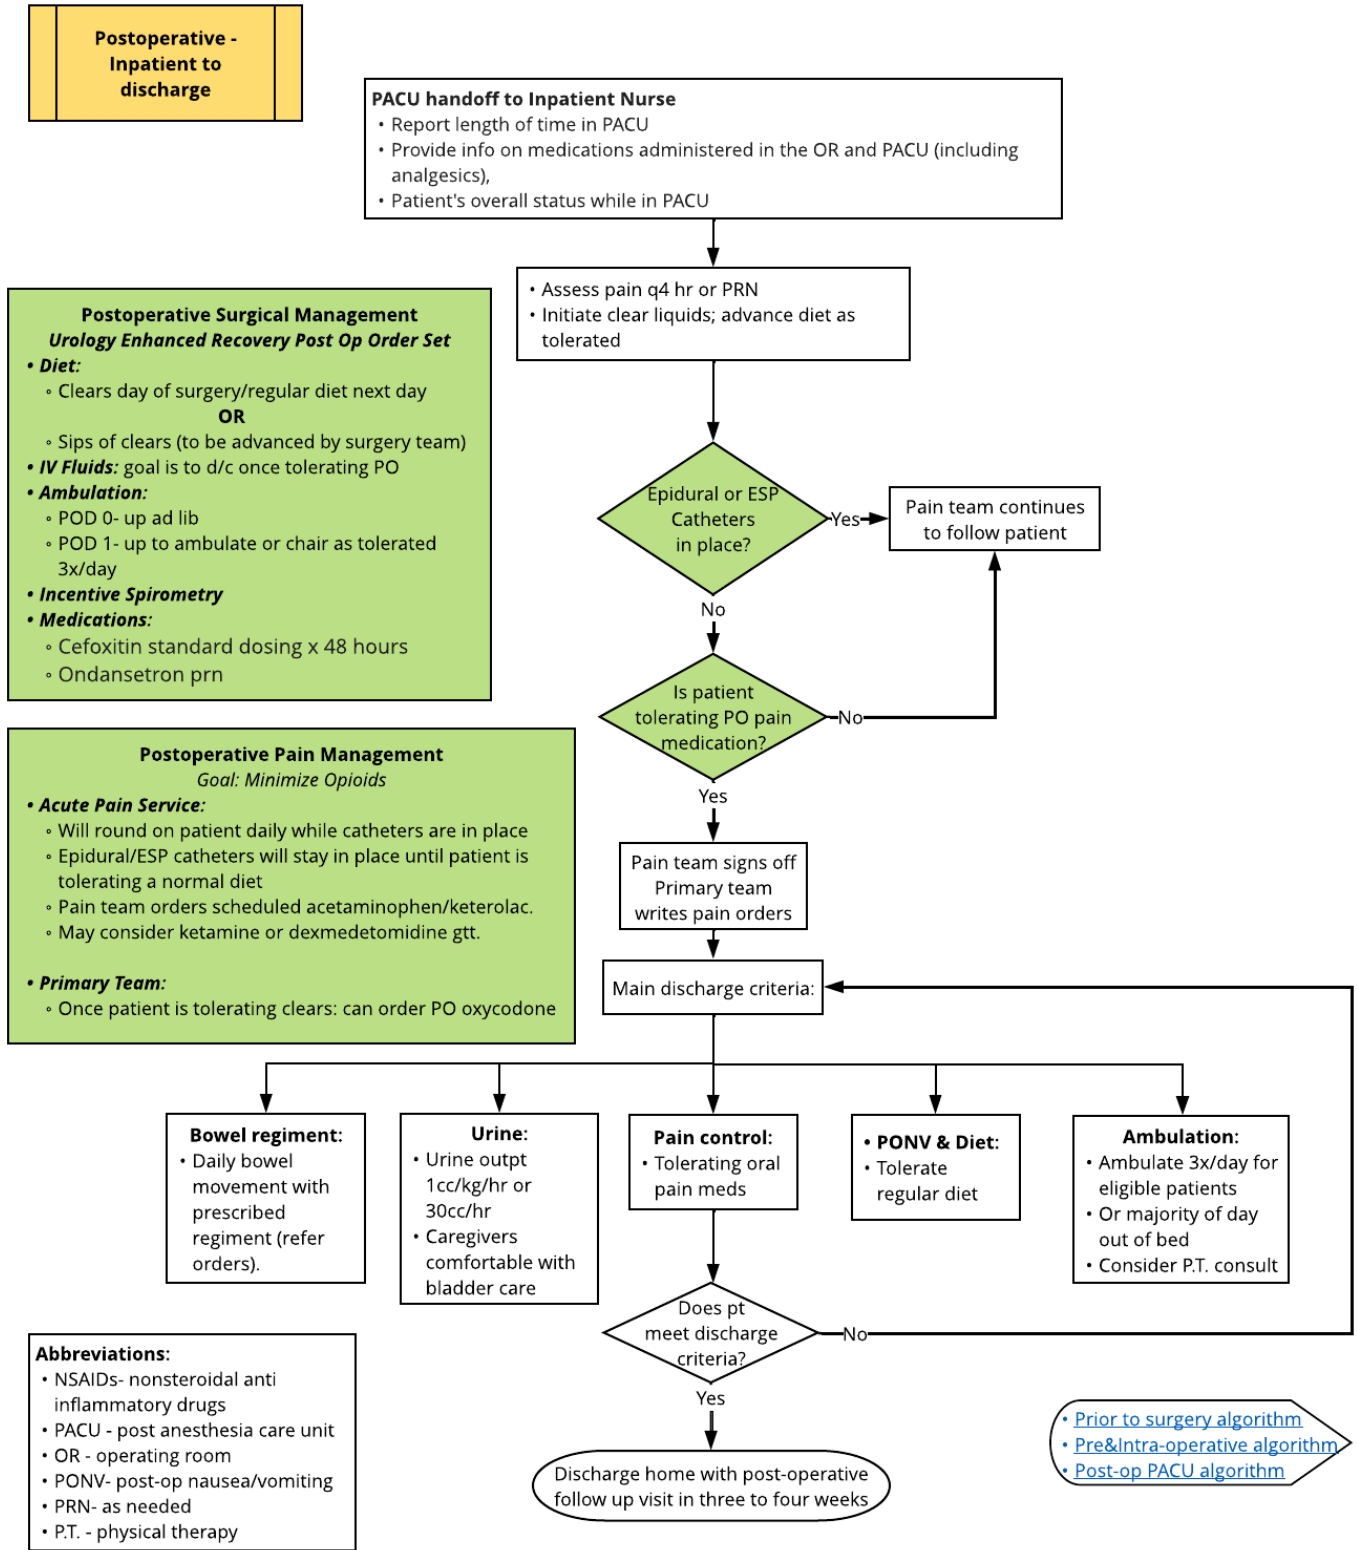 Postoperative -
Inpatient to
discharge
PACU handoff to Inpatient Nurse
• Report length of time in PACU
• Provide info on medications administered in the OR and PACU (including
analgesics),
• Patient's overall status while in PACU
• Assess pain q4 hr or PRN
• Initiate clear liquids; advance diet as
tolerated
Postoperative Surgical Management
Urology Enhanced Recovery Post Op Order Set
• Diet:
◦ Clears day of surgery/regular diet next day
OR
◦ Sips of clears (to be advanced by surgery team)
• IV Fluids: goal is to d/c once tolerating PO
• Ambulation:
◦ POD 0- up ad lib
◦ POD 1- up to ambulate or chair as tolerated
3x/day
• Incentive Spirometry
• Medications:
◦ Cefoxitin standard dosing x 48 hours
◦ Ondansetron prn
Epidural or ESP
Catheters
in place?
Yes
Pain team continues
to follow patient
No
Is patient
tolerating PO pain
medication?
No
Yes
Postoperative Pain Management
Goal: Minimize Opioids
• Acute Pain Service:
◦ Will round on patient daily while catheters are in place
◦ Epidural/ESP catheters will stay in place until patient is
tolerating a normal diet
◦ Pain team orders scheduled acetaminophen/keterolac.
◦ May consider ketamine or dexmedetomidine gtt.
• Primary Team:
◦ Once patient is tolerating clears: can order PO oxycodone
Pain team signs off
Primary team
writes pain orders
Main discharge criteria:
Bowel regiment:
• Daily bowel
movement with
prescribed
regiment (refer
orders).
Urine:
• Urine outpt
1cc/kg/hr or
30cc/hr
• Caregivers
comfortable with
bladder care
Pain control:
• Tolerating oral
pain meds
• PONV & Diet:
• Tolerate
regular diet
Ambulation:
• Ambulate 3x/day for
eligible patients
• Or majority of day
out of bed
• Consider P.T. consult
Does pt
meet discharge
criteria?
No
Yes
Discharge home with post-operative
follow up visit in three to four weeks
Abbreviations:
• NSAIDs- nonsteroidal anti
inflammatory drugs
• PACU - post anesthesia care unit
• OR - operating room
• PONV- post-op nausea/vomiting
• PRN- as needed
• P.T. - physical therapy
• Prior to surgery algorithm
• Pre&Intra-operative algorithm
• Post-op PACU algorithm